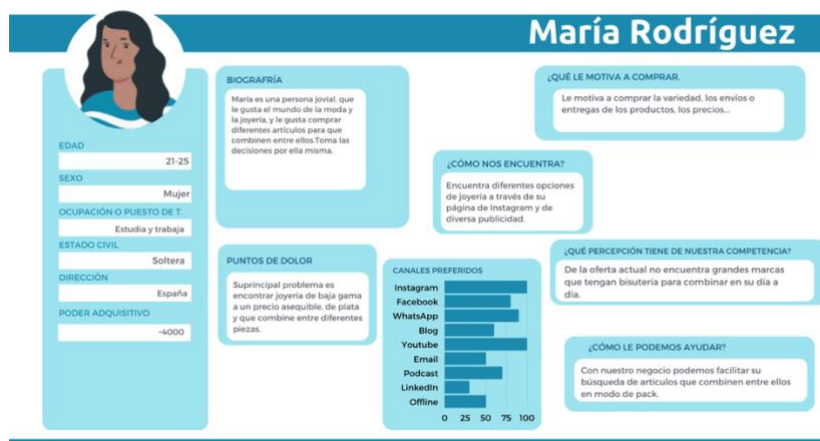 María Rodríguez
EDAD
21-25
SEXO
Mujer
OCUPACIÓN O PUESTO DE T.
Estudia y trabaja
ESTADO CIVIL
Soltera
DIRECCIÓN
España
PODER ADQUISITIVO
-4000
BIOGRAFRÍA
María es una persona jovial, que
le gusta el mundo de la moda y
la joyería, y le gusta comprar
diferentes artículos para que
combinen entre ellos.Toma las
decisiones por ella misma.
¿QUÉ LE MOTIVA A COMPRAR.
Le motiva a comprar la variedad, los envíos o
entregas de los productos, los precios...
¿CÓMO NOS ENCUENTRA?
Encuentra diferentes opciones
de joyería a través de su
página de Instagram y de
diversa publicidad.
PUNTOS DE DOLOR
Suprincipal problema es
encontrar joyería de baja gama
a un precio asequible, de plata
y que combine entre diferentes
piezas.
CANALES PREFERIDOS
Instagram
Facebook
WhatsApp
Blog
Youtube
Email
Podcast
LinkedIn
Offline
0 25 50 75 100
¿QUÉ PERCEPCIÓN TIENE DE NUESTRA COMPETENCIA?
De la oferta actual no encuentra grandes marcas
que tengan bisutería para combinar en su día a
día.
¿CÓMO LE PODEMOS AYUDAR?
Con nuestro negocio podemos facilitar su
búsqueda de artículos que combinen entre ellos
en modo de pack.